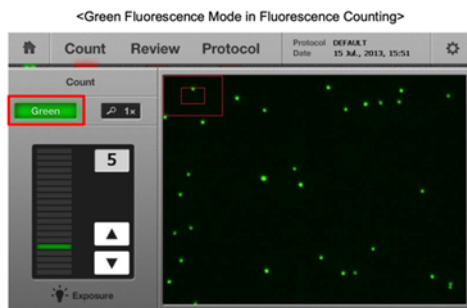 <Green Fluorescence Mode in Fluorescence Counting>
Count Review Protocol Protocol DEFAULT
Date 15 Jul., 2013, 15:51
Count
Green 1x
5
Exposure